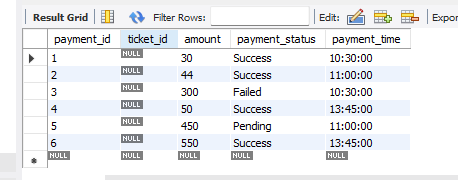 Result Grid Filter Rows: Edit: Expor
payment_id ticket_id amount payment_status payment_time
1 NULL 30 Success 10:30:00
2 NULL 44 Success 11:00:00
3 NULL 300 Failed 10:30:00
4 NULL 50 Success 13:45:00
5 NULL 450 Pending 11:00:00
6 NULL 550 Success 13:45:00
NULL NULL NULL NULL NULL